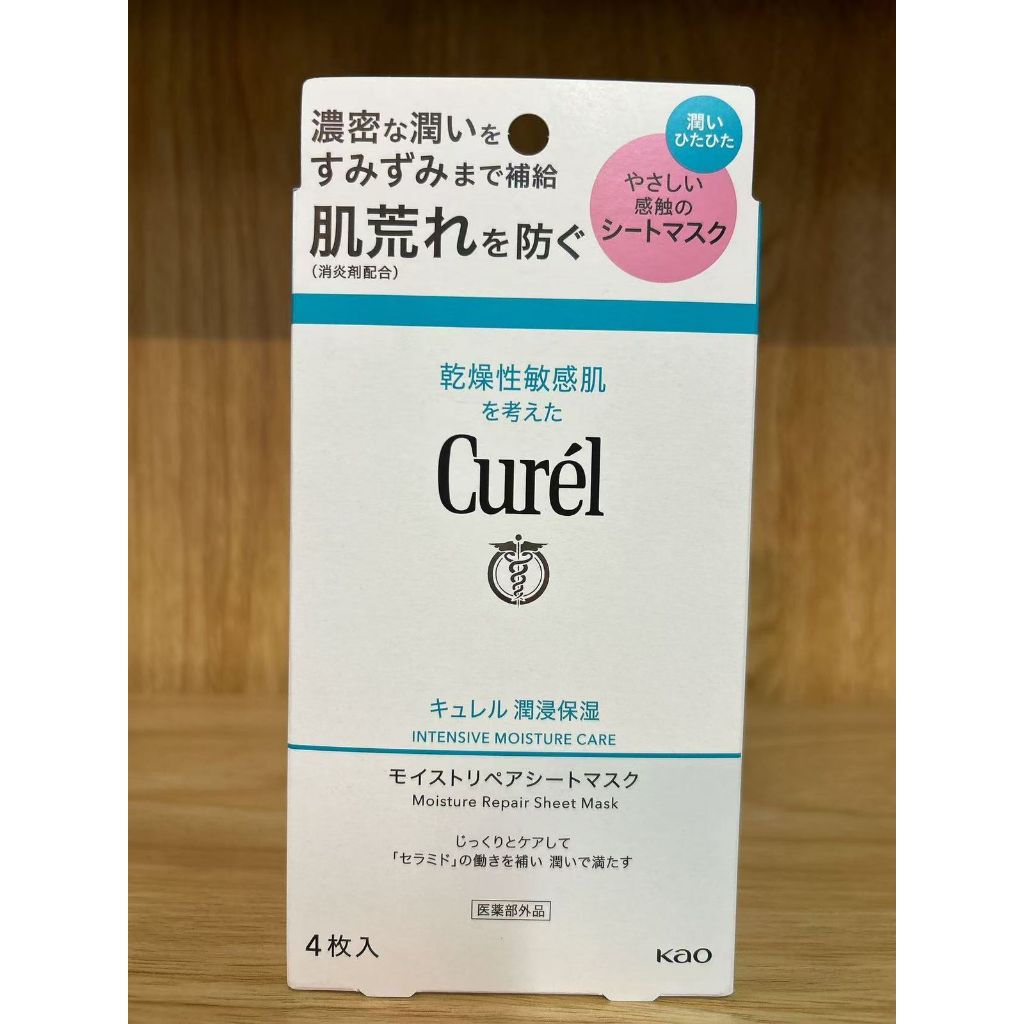 濃密な潤いを
すみずみまで補給
肌荒れを防ぐ
（消炎剤配合）
潤い
ひたひた
やさしい
感触の
シートマスク
乾燥性敏感肌
を考えた
Curél
キュレル 潤浸保湿
INTENSIVE MOISTURE CARE
モイストリペアシートマスク
Moisture Repair Sheet Mask
じっくりとケアして
「セラミド」の働きを補い 潤いで満たす
医薬部外品
4枚入
Kao